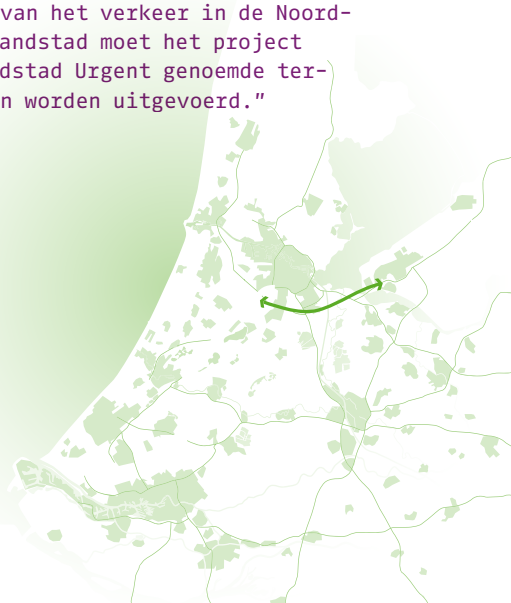 van het verkeer in de Noord-
andstad moet het project
dstad Urgent genoemde ter-
n worden uitgevoerd."